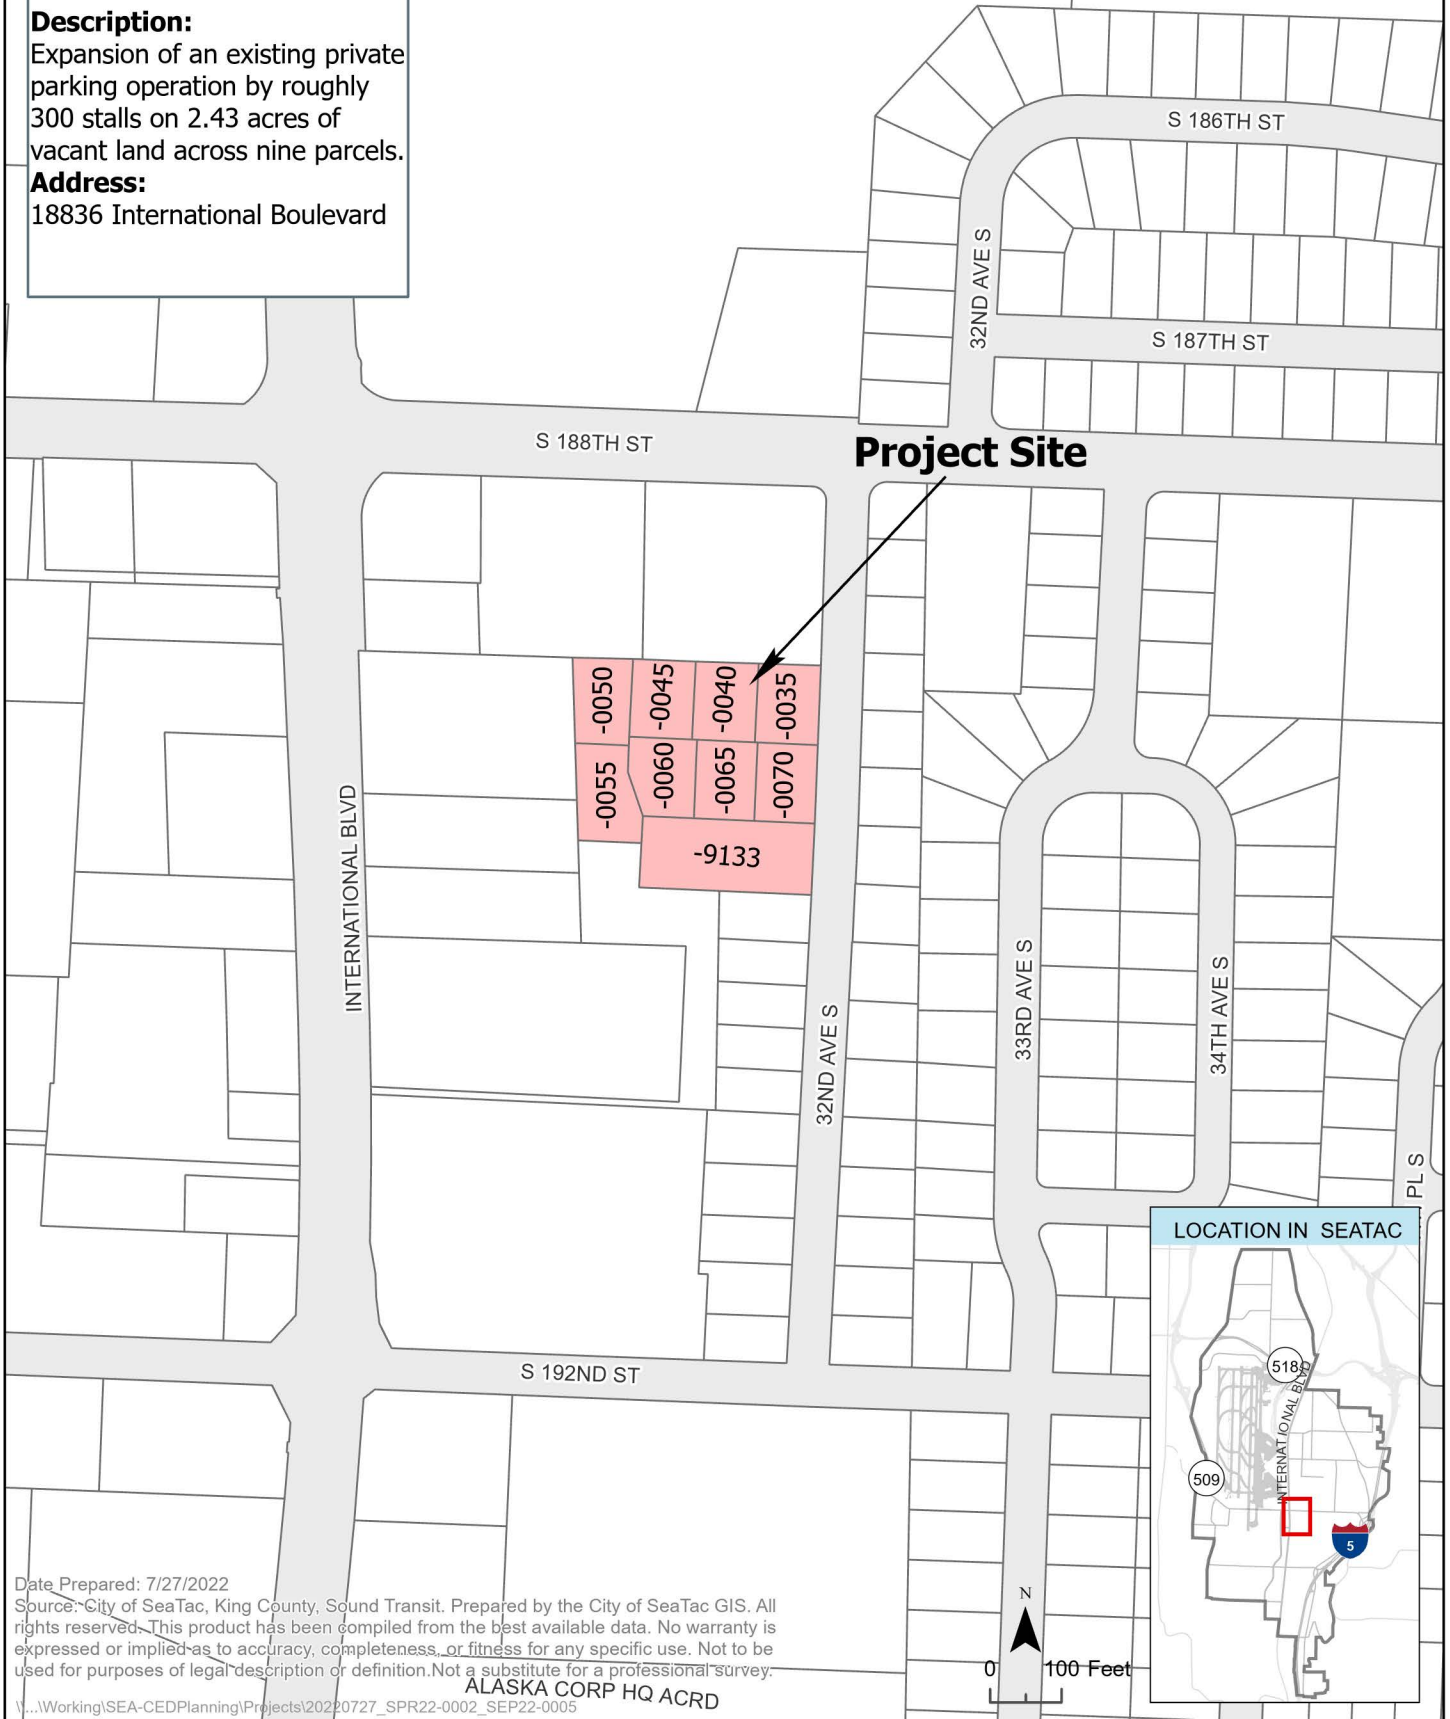 Description:
Expansion of an existing private
parking operation by roughly
300 stalls on 2.43 acres of
vacant land across nine parcels.
Address:
18836 International Boulevard
S 186TH ST
32ND AVE S
S 187TH ST
S 188TH ST
Project Site
-0050
-0045
-0040
-0035
-0055
-0060
-0065
-0070
-9133
INTERNATIONAL BLVD
32ND AVE S
33RD AVE S
34TH AVE S
PL S
S 192ND ST
LOCATION IN SEATAC
518
INTERNATIONAL BLVD
509
5
Date Prepared: 7/27/2022
Source: City of SeaTac, King County, Sound Transit. Prepared by the City of SeaTac GIS. All
rights reserved. This product has been compiled from the best available data. No warranty is
expressed or implied as to accuracy, completeness, or fitness for any specific use. Not to be
used for purposes of legal description or definition.Not a substitute for a professional survey.
\\...\Working\SEA-CEDPlanning\Projects\20220727_SPR22-0002_SEP22-0005
ALASKA CORP HQ ACRD
N
0 100 Feet